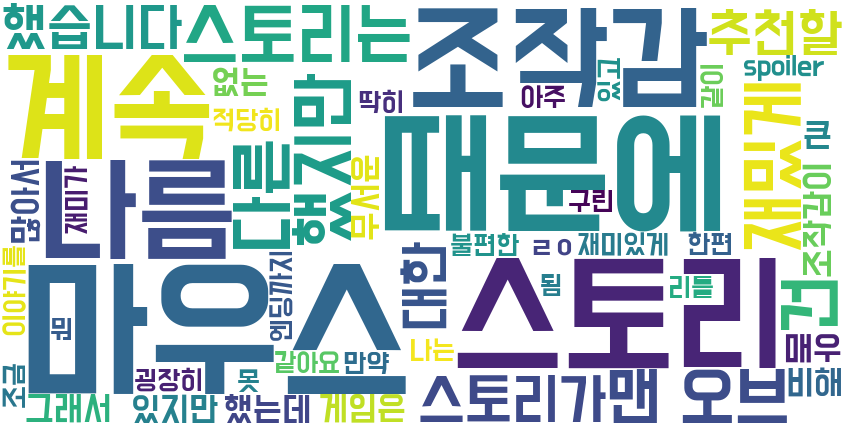 했습니다
스토리는
조작감
추천할
계속
없는
적당히
했지만
딱히
아주
있고
같이
spoiler
재밌게
큰
많아서
재미가
나름
다른
무서운
때문에
구린
조작감이
이야기를
뭔
엔딩까지
대한
불편한
ㄹㅇ
재미있게
한편
건
마우스
스토리
됨
리틀
매우
조금
굉장히
못
같아요
만약
나는
그래서
있지만
했는데
게임은
스토리가
맨
오브
비해